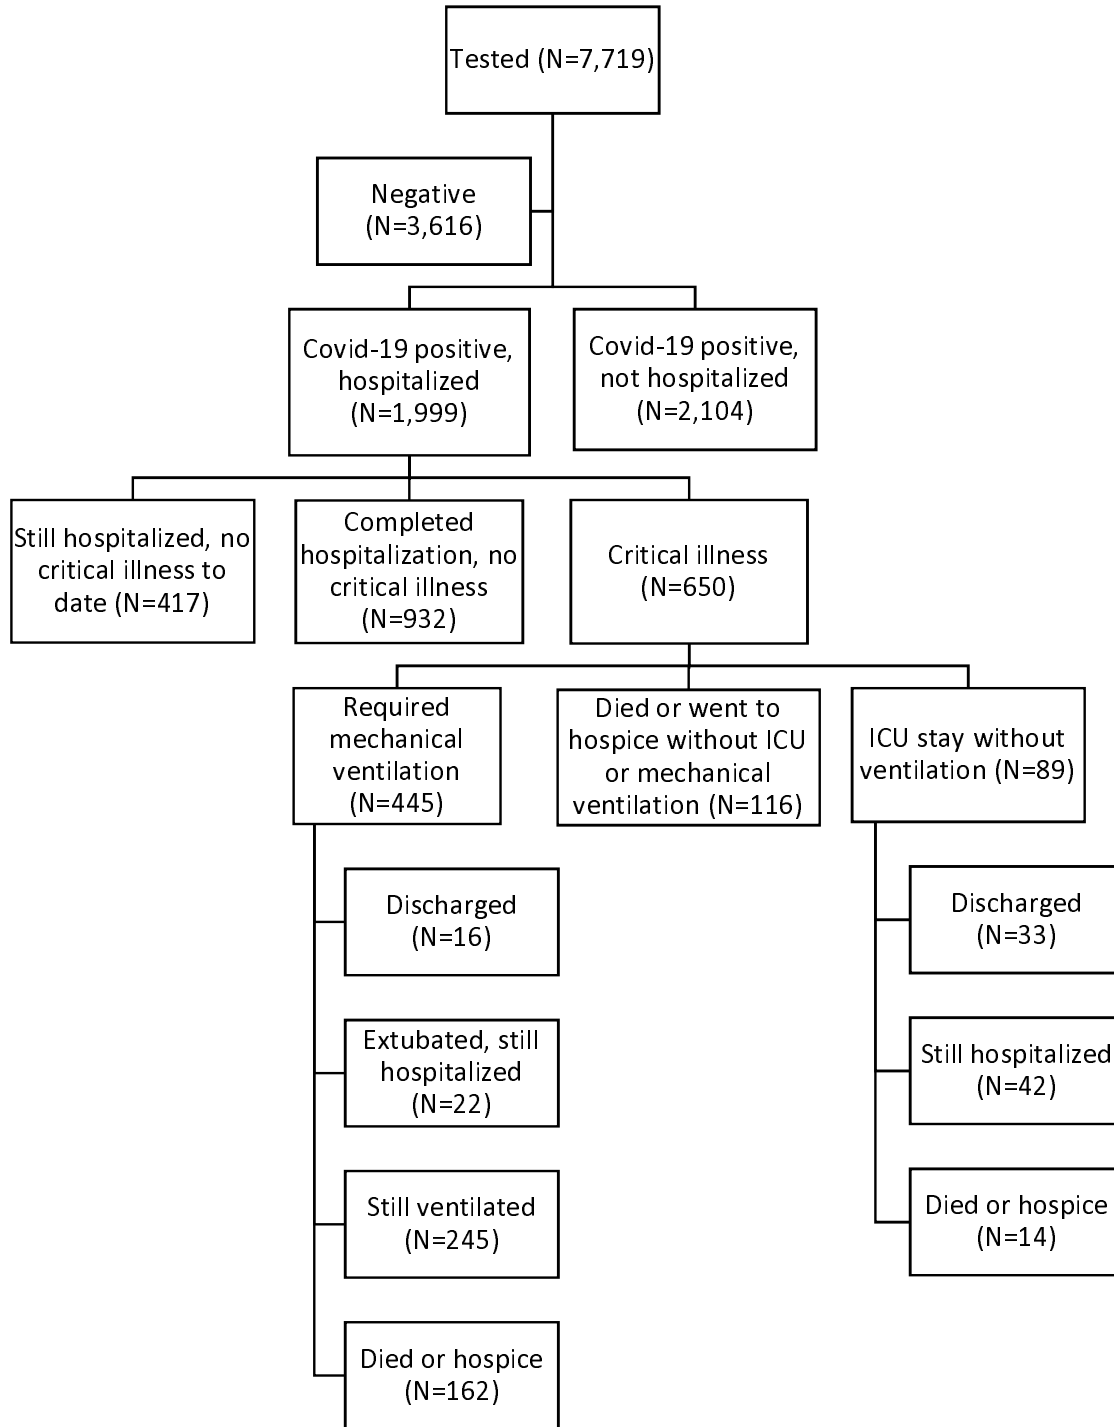 Tested (N=7,719)
Negative
(N=3,616)
Covid-19 positive,
hospitalized
(N=1,999)
Covid-19 positive,
not hospitalized
(N=2,104)
Still hospitalized, no
critical illness to
date (N=417)
Completed
hospitalization, no
critical illness
(N=932)
Critical illness
(N=650)
Required
mechanical
ventilation
(N=445)
Died or went to
hospice without ICU
or mechanical
ventilation (N=116)
ICU stay without
ventilation (N=89)
Discharged
(N=16)
Extubated, still
hospitalized
(N=22)
Still ventilated
(N=245)
Died or hospice
(N=162)
Discharged
(N=33)
Still hospitalized
(N=42)
Died or hospice
(N=14)